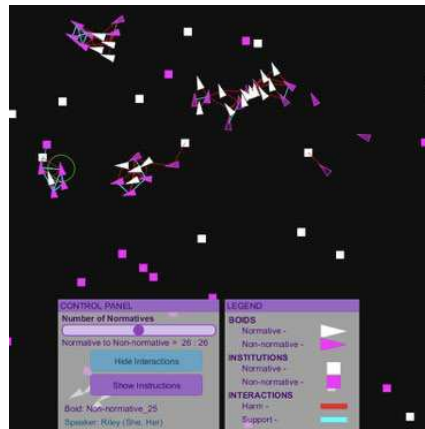 CONTROL PANEL
Number of Normatives
Normative to Non-normative = 26 : 26
Hide Interactions
Show Instructions
Boid: Non-normative_25
Speaker: Riley (She, Her)
LEGEND
BOIDS
Normative -
Non-normative -
INSTITUTIONS
Normative -
Non-normative -
INTERACTIONS
Harm -
Support -